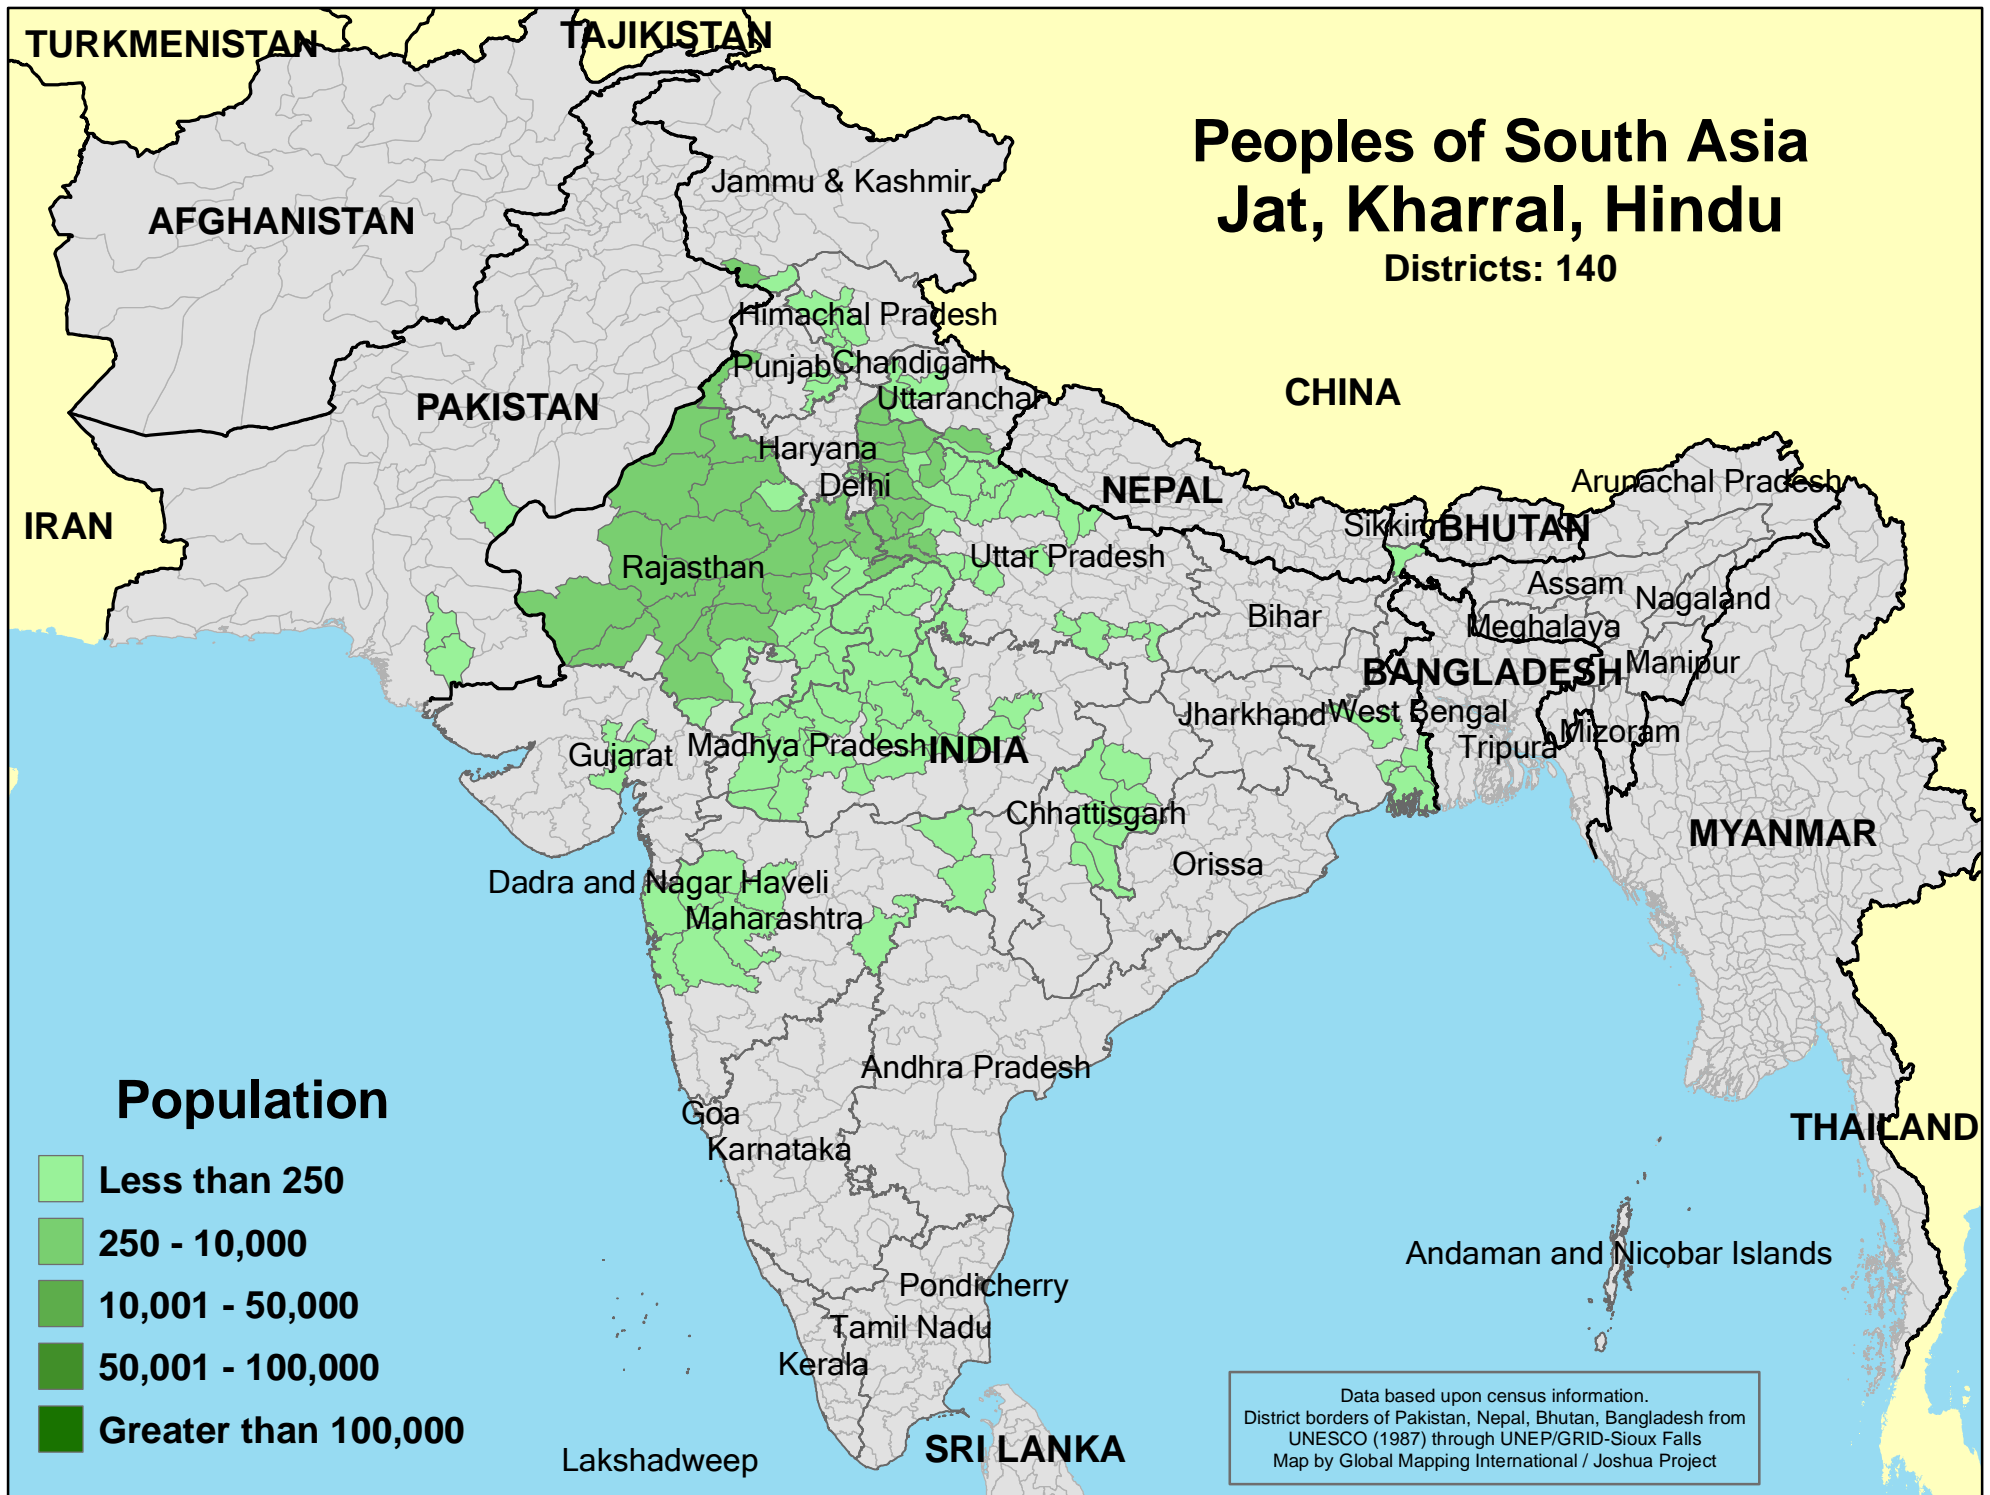 TURKMENISTAN
TAJIKISTAN
Peoples of South Asia
Jat, Kharral, Hindu
Districts: 140
Jammu & Kashmir
AFGHANISTAN
Himachal Pradesh
Punjab
Chandigarh
Uttaranchal
CHINA
PAKISTAN
Haryana
Delhi
NEPAL
Arunachal Pradesh
IRAN
Sikkim
BHUTAN
Rajasthan
Uttar Pradesh
Assam
Nagaland
Bihar
Meghalaya
BANGLADESH
Manipur
Jharkhand
West Bengal
Gujarat
Madhya Pradesh
INDIA
Tripura
Mizoram
Chhattisgarh
MYANMAR
Orissa
Dadra and Nagar Haveli
Maharashtra
Andhra Pradesh
Goa
Karnataka
THAILAND
Andaman and Nicobar Islands
Pondicherry
Tamil Nadu
Kerala
SRI LANKA
Lakshadweep
Population
Less than 250
250 - 10,000
10,001 - 50,000
50,001 - 100,000
Greater than 100,000
Data based upon census information.
District borders of Pakistan, Nepal, Bhutan, Bangladesh from
UNESCO (1987) through UNEP/GRID-Sioux Falls
Map by Global Mapping International / Joshua Project